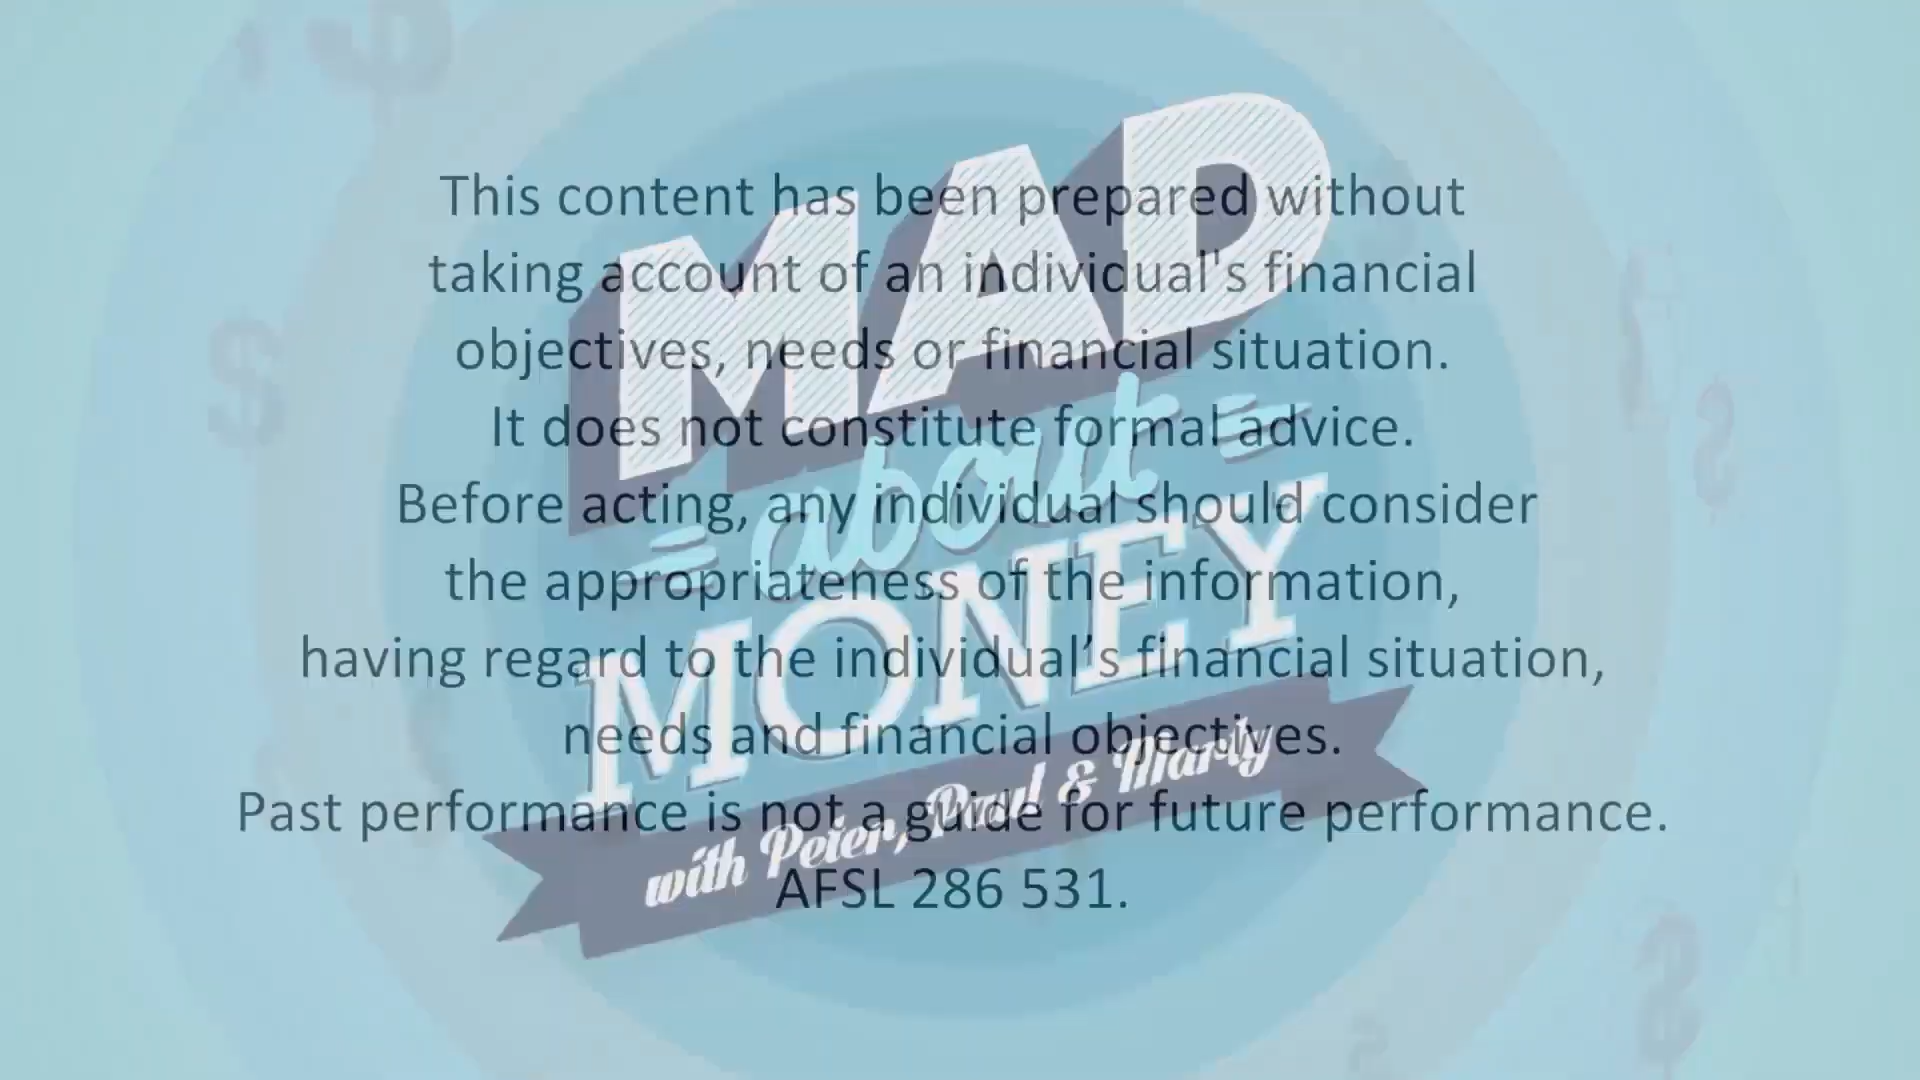 This content has been prepared without
taking account of an individual's financial
objectives, needs or financial situation.
It does not constitute formal advice.
Before acting, any individual should consider
the appropriateness of the information,
having regard to the individual’s financial situation,
needs and financial objectives.
Past performance is not a guide for future performance.
AFSL 286 531.
MAD
about
MONEY
with Peter, Paul & Marty